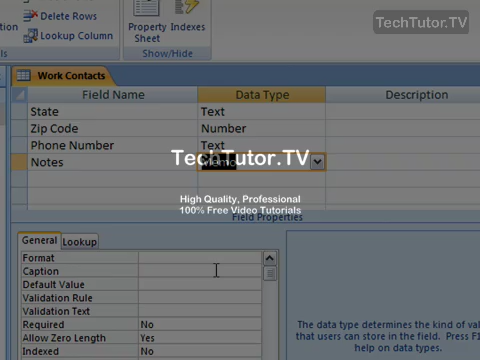 TechTutor.TV
Delete Rows
Lookup Column
Property Sheet
Indexes
Show/Hide
Work Contacts
Field Name Data Type Description
State Text
Zip Code Number
Phone Number Text
Notes Memo
TechTutor.TV
High Quality, Professional
100% Free Video Tutorials
Field Properties
General Lookup
Format
Caption
Default Value
Validation Rule
Validation Text
Required No
Allow Zero Length Yes
Indexed No
The data type determines the kind of val
that users can store in the field. Press F
help on data types.